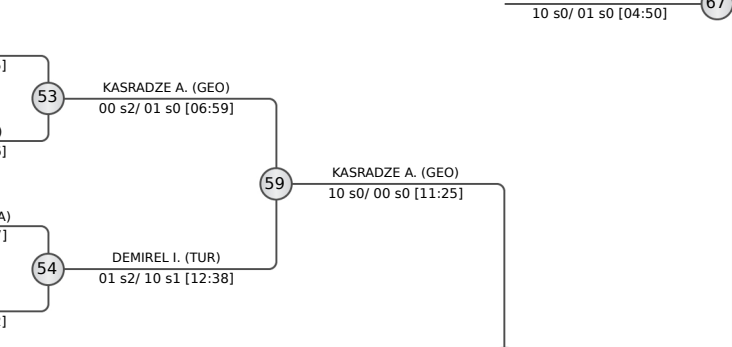 67
10 s0/ 01 s0 [04:50]
]
53
KASRADZE A. (GEO)
00 s2/ 01 s0 [06:59]
)
]
59
KASRADZE A. (GEO)
10 s0/ 00 s0 [11:25]
A)
]
54
DEMIREL I. (TUR)
01 s2/ 10 s1 [12:38]
]